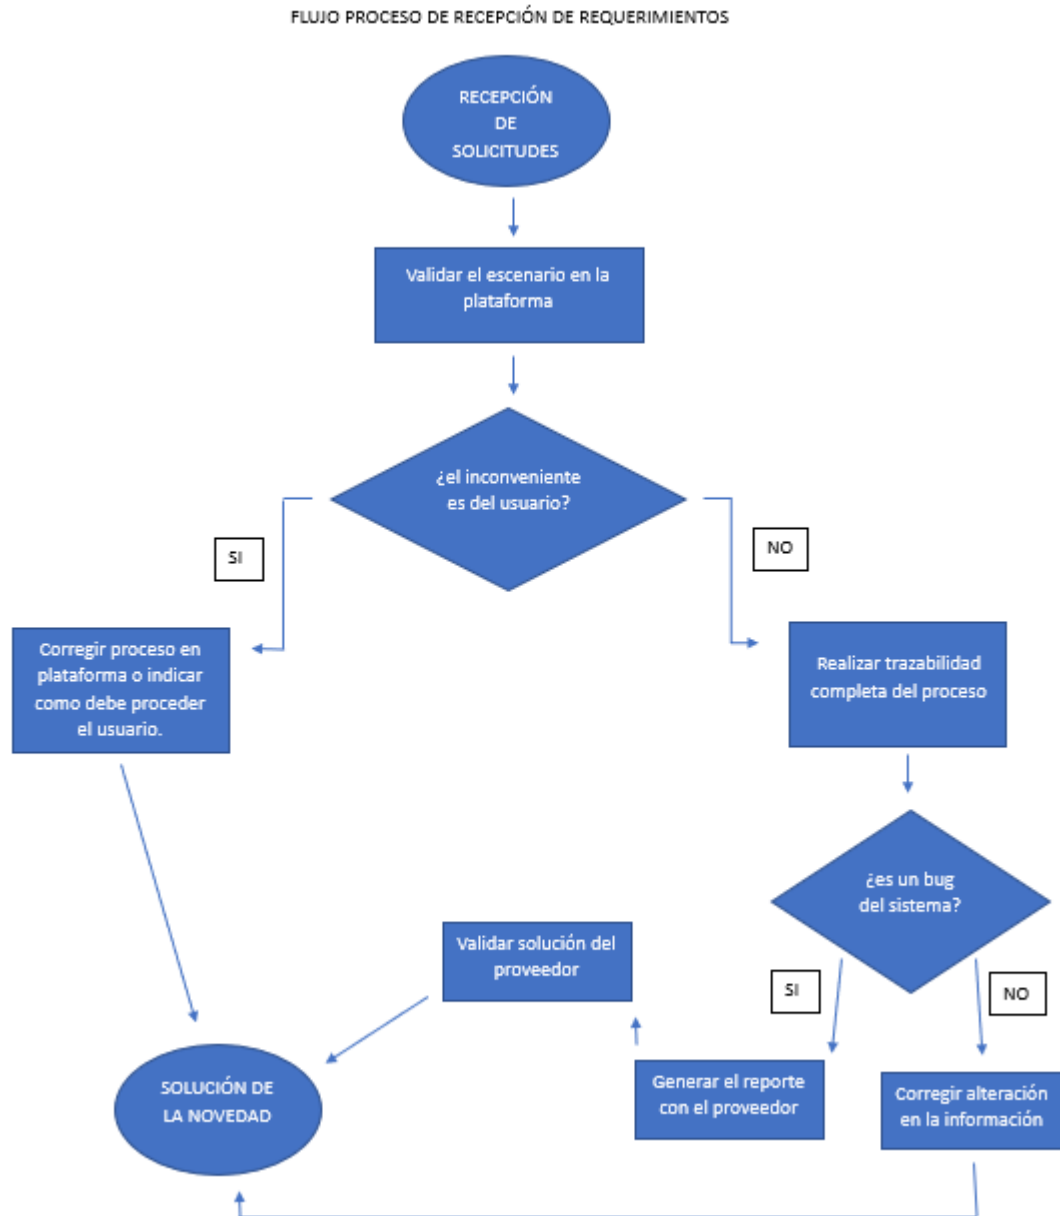 FLUJO PROCESO DE RECEPCIÓN DE REQUERIMIENTOS
RECEPCIÓN
DE
SOLICITUDES
Validar el escenario en la
plataforma
¿el inconveniente
es del usuario?
SI
NO
Corregir proceso en
plataforma o indicar
como debe proceder
el usuario.
Realizar trazabilidad
completa del proceso
¿es un bug
del sistema?
SI
NO
Validar solución del
proveedor
Generar el reporte
con el proveedor
Corregir alteración
en la información
SOLUCIÓN DE
LA NOVEDAD